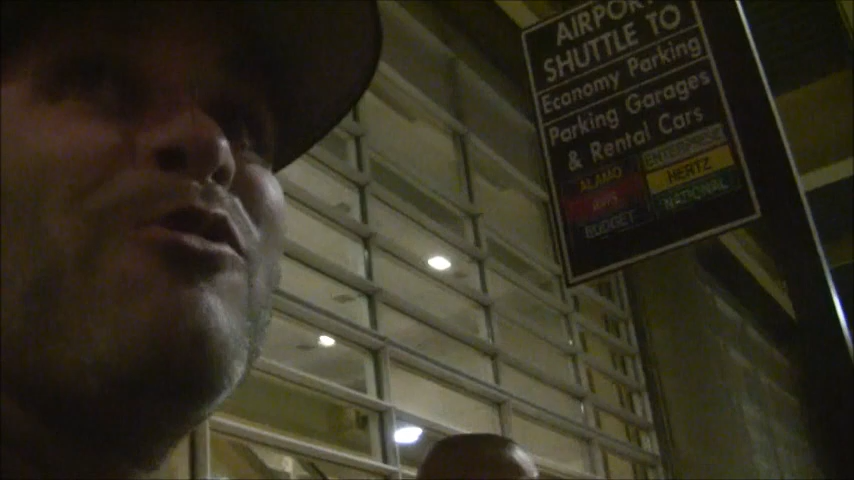 AIRPORT
SHUTTLE TO
Economy Parking
Parking Garages
& Rental Cars
ALAMO ENTERPRISE
AVIS HERTZ
BUDGET NATIONAL